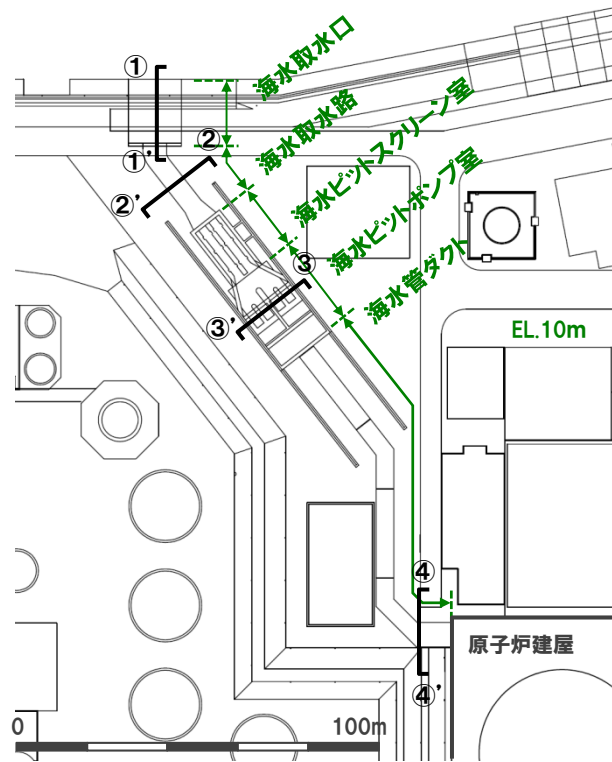 ①
海水取水口
①’
②
海水取水路
②’
海水ピットスクリーン室
海水ピットポンプ室
③
③’
海水管ダクト
EL.10m
④
原子炉建屋
④’
0
100m